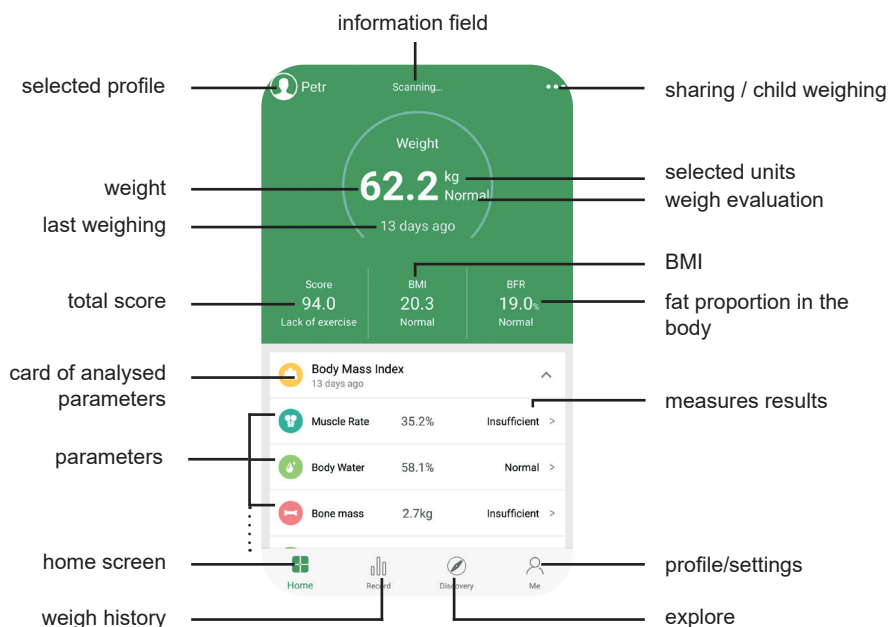 information field
selected profile
Petr
Scanning...
sharing / child weighing
Weight
selected units
weight
62.2 kg
Normal
weigh evaluation
last weighing
13 days ago
BMI
Score
BMI
BFR
total score
94.0
20.3
19.0%
fat proportion in the
body
Lack of exercise
Normal
Normal
card of analysed
parameters
Body Mass Index
13 days ago
measures results
Muscle Rate 35.2% Insufficient >
parameters
Body Water 58.1% Normal >
Bone mass 2.7kg Insufficient >
home screen
profile/settings
Home
Record
Discovery
Me
weigh history
explore